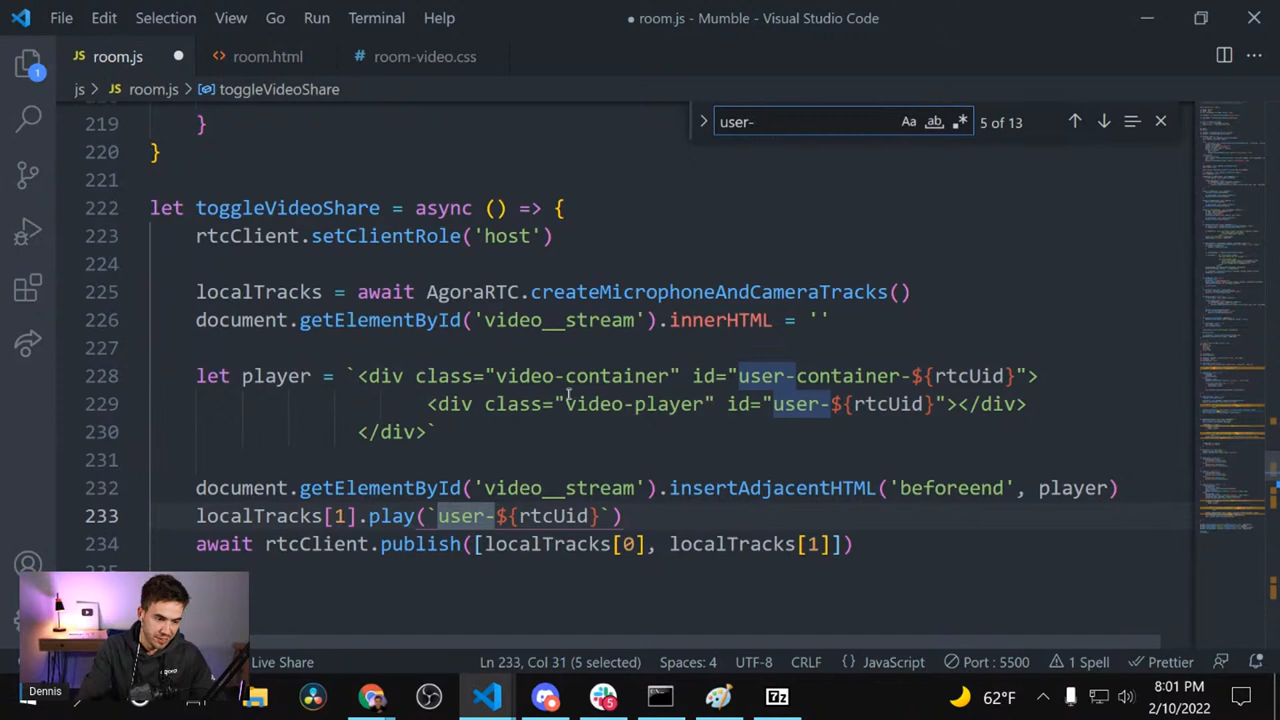 File Edit Selection View Go Run Terminal Help
room.js - Mumble - Visual Studio Code
JS room.js
room.html
# room-video.css
js > JS room.js > toggleVideoShare
user-
Aa ab 5 of 13
1
219 }
220 }
221
222 let toggleVideoShare = async () => {
223 rtcClient.setClientRole('host')
224
225 localTracks = await AgoraRTC.createMicrophoneAndCameraTracks()
226 document.getElementById('video__stream').innerHTML = ''
227
228 let player = `<div class="video-container" id="user-container-${rtcUid}">
229 <div class="video-player" id="user-${rtcUid}"></div>
230 </div>`
231
232 document.getElementById('video__stream').insertAdjacentHTML('beforeend', player)
233 localTracks[1].play(`user-${rtcUid}`)
234 await rtcClient.publish([localTracks[0], localTracks[1]])
Dennis
Live Share
Ln 233, Col 31 (5 selected)
Spaces: 4
UTF-8
CRLF
{} JavaScript
Port : 5500
1 Spell
Prettier
5
7z
62°F
8:01 PM
2/10/2022